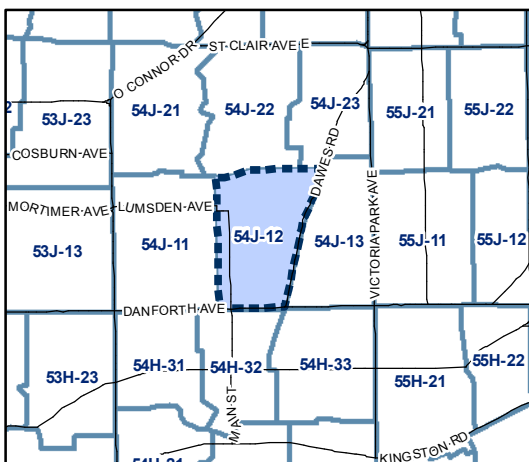 O CONNOR DR
ST CLAIR AVE E
53J-23
54J-21
54J-22
54J-23
55J-21
55J-22
2
COSBURN AVE
DAWES RD
MORTIMER AVE
LUMSDEN AVE
VICTORIA PARK AVE
53J-13
54J-11
54J-12
54J-13
55J-11
55J-12
DANFORTH AVE
53H-23
54H-31
54H-32
54H-33
55H-21
55H-22
MAIN ST
KINGSTON RD